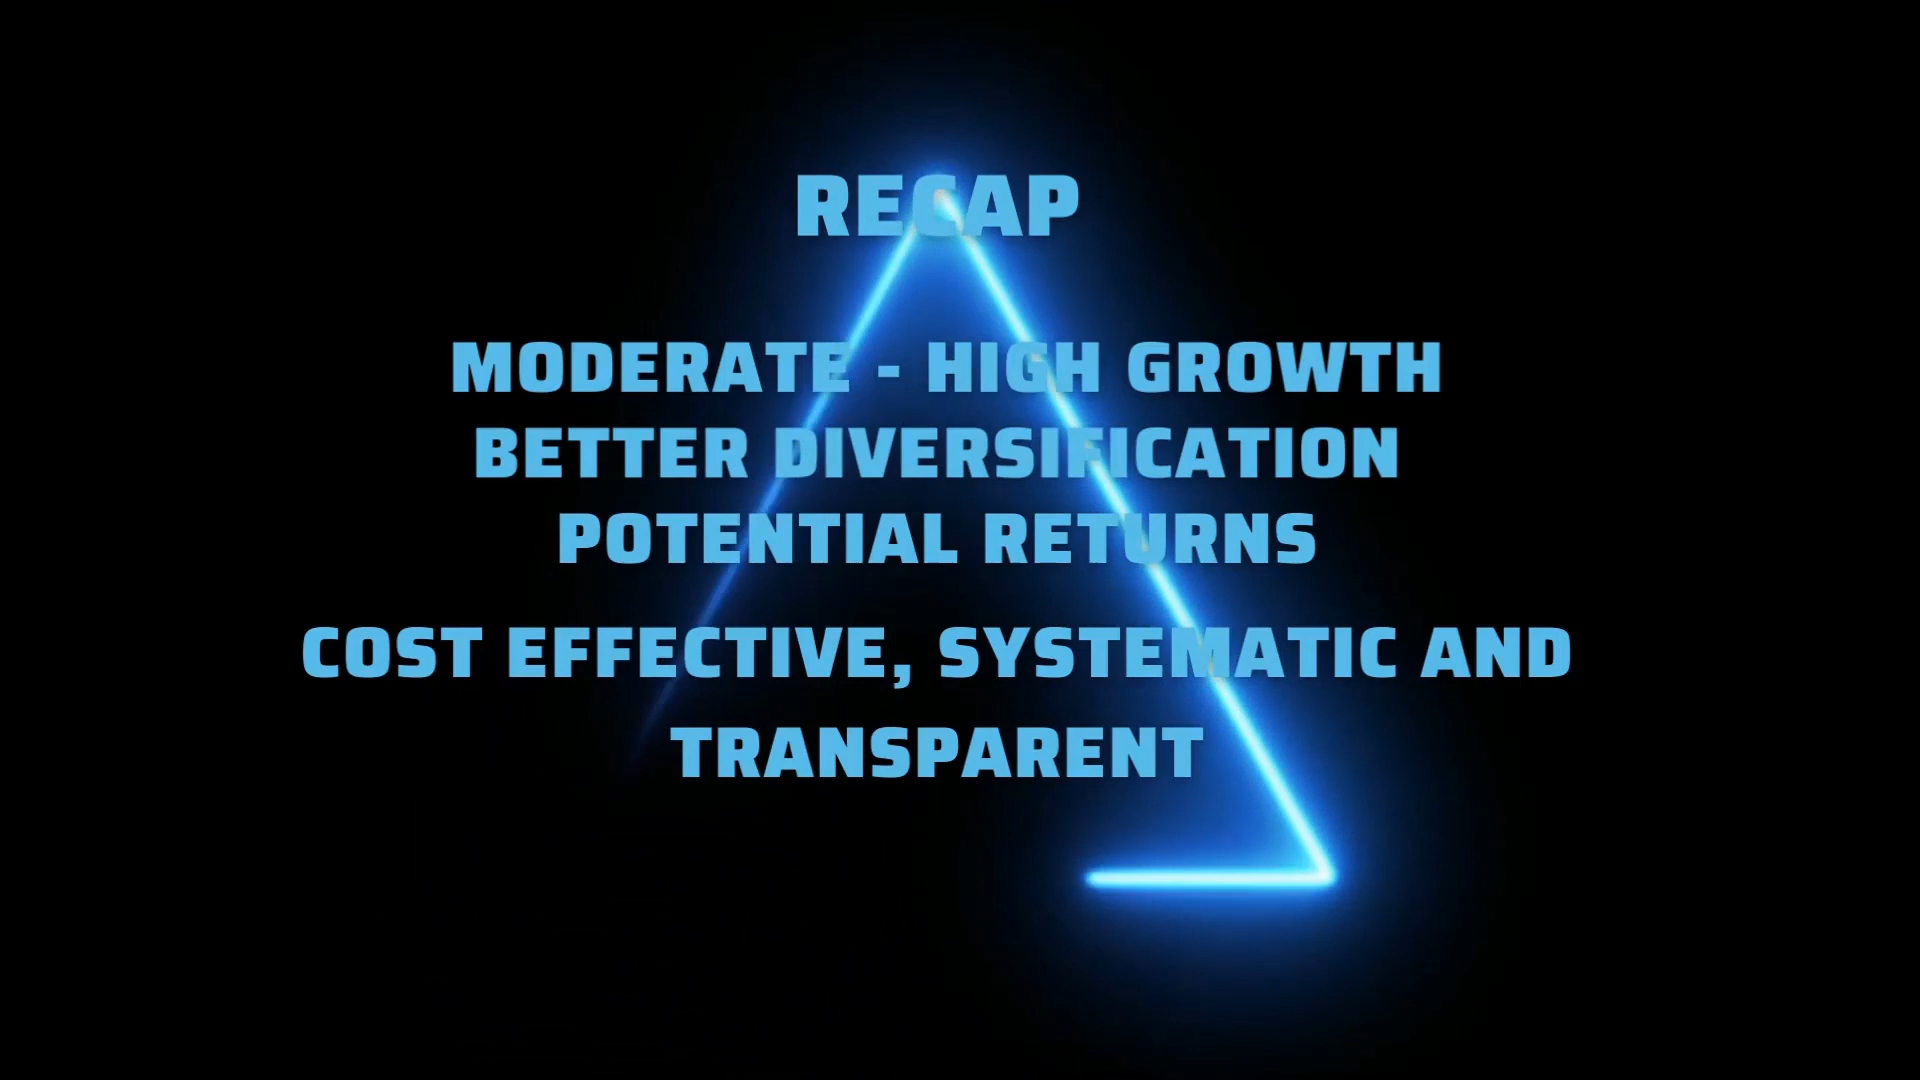 RECAP
MODERATE - HIGH GROWTH
BETTER DIVERSIFICATION
POTENTIAL RETURNS
COST EFFECTIVE, SYSTEMATIC AND
TRANSPARENT